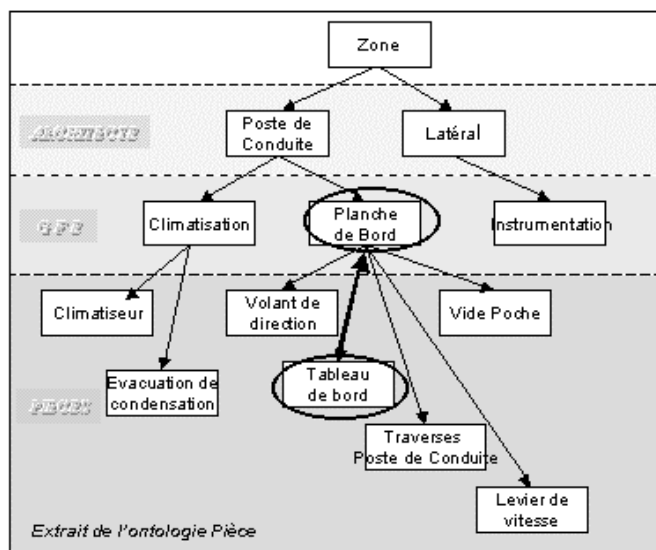 Zone
ARCHITECTE
Poste de
Conduite
Latéral
GFE
Climatisation
Planche
de Bord
Instrumentation
Climatiseur
Volant de
direction
Vide Poche
PIECES
Evacuation de
condensation
Tableau
de bord
Traverses
Poste de Conduite
Levier de
vitesse
Extrait de l'ontologie Pièce